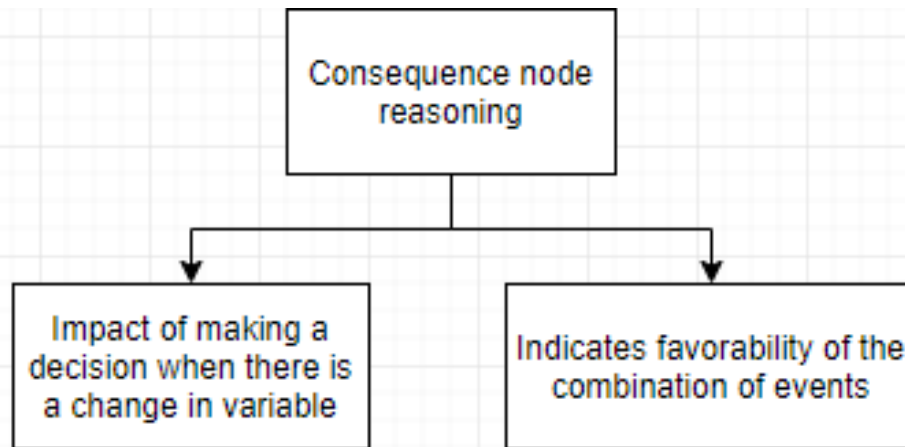 Consequence node
reasoning
Impact of making a
decision when there is
a change in variable
Indicates favorability of the
combination of events